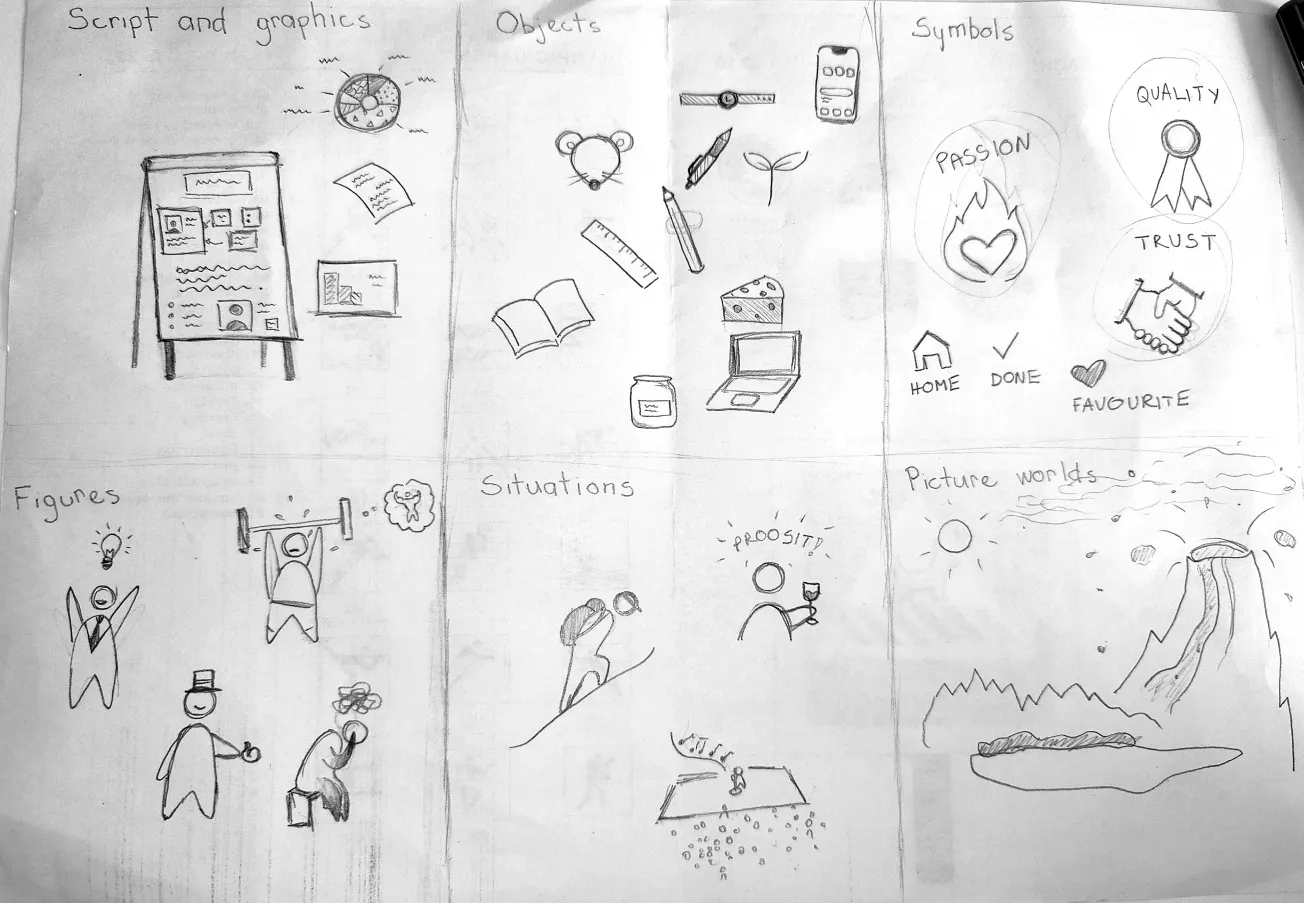 Script and graphics
Objects
Symbols
PASSION
QUALITY
TRUST
HOME
DONE
FAVOURITE
Figures
Situations
PROOSIT!
Picture worlds